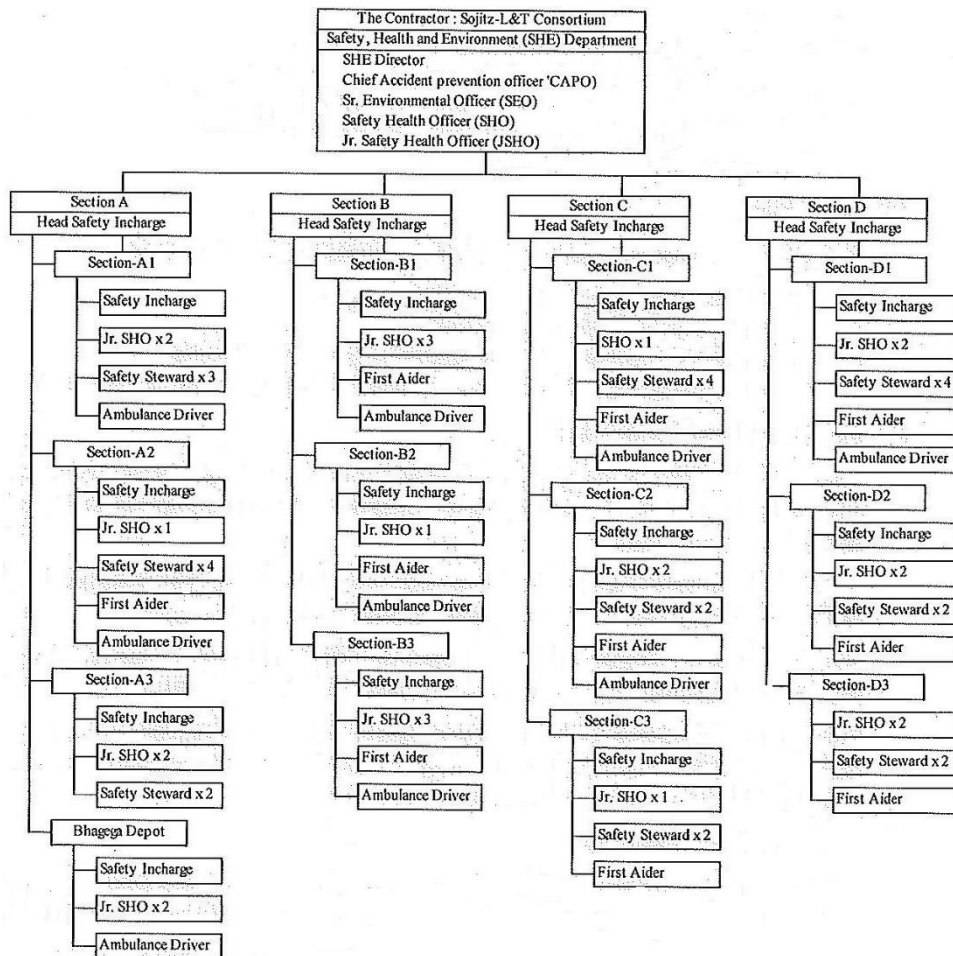 The Contractor : Sojitz-L&T Consortium
Safety, Health and Environment (SHE) Department
SHE Director
Chief Accident prevention officer 'CAPO)
Sr. Environmental Officer (SEO)
Safety Health Officer (SHO)
Jr. Safety Health Officer (JSHO)
Section A
Head Safety Incharge
Section-A1
Safety Incharge
Jr. SHO x 2
Safety Steward x 3
Ambulance Driver
Section-A2
Safety Incharge
Jr. SHO x 1
Safety Steward x 4
First Aider
Ambulance Driver
Section-A3
Safety Incharge
Jr. SHO x 2
Safety Steward x 2
Bhagega Depot
Safety Incharge
Jr. SHO x 2
Ambulance Driver
Section B
Head Safety Incharge
Section-B1
Safety Incharge
Jr. SHO x 3
First Aider
Ambulance Driver
Section-B2
Safety Incharge
Jr. SHO x 1
First Aider
Ambulance Driver
Section-B3
Safety Incharge
Jr. SHO x 3
First Aider
Ambulance Driver
Section C
Head Safety Incharge
Section-C1
Safety Incharge
SHO x 1
Safety Steward x 4
First Aider
Ambulance Driver
Section-C2
Safety Incharge
Jr. SHO x 2
Safety Steward x 2
First Aider
Ambulance Driver
Section-C3
Safety Incharge
Jr. SHO x 1
Safety Steward x 2
First Aider
Section D
Head Safety Incharge
Section-D1
Safety Incharge
Jr. SHO x 2
Safety Steward x 4
First Aider
Ambulance Driver
Section-D2
Safety Incharge
Jr. SHO x 2
Safety Steward x 2
First Aider
Section-D3
Jr. SHO x 2
Safety Steward x 2
First Aider